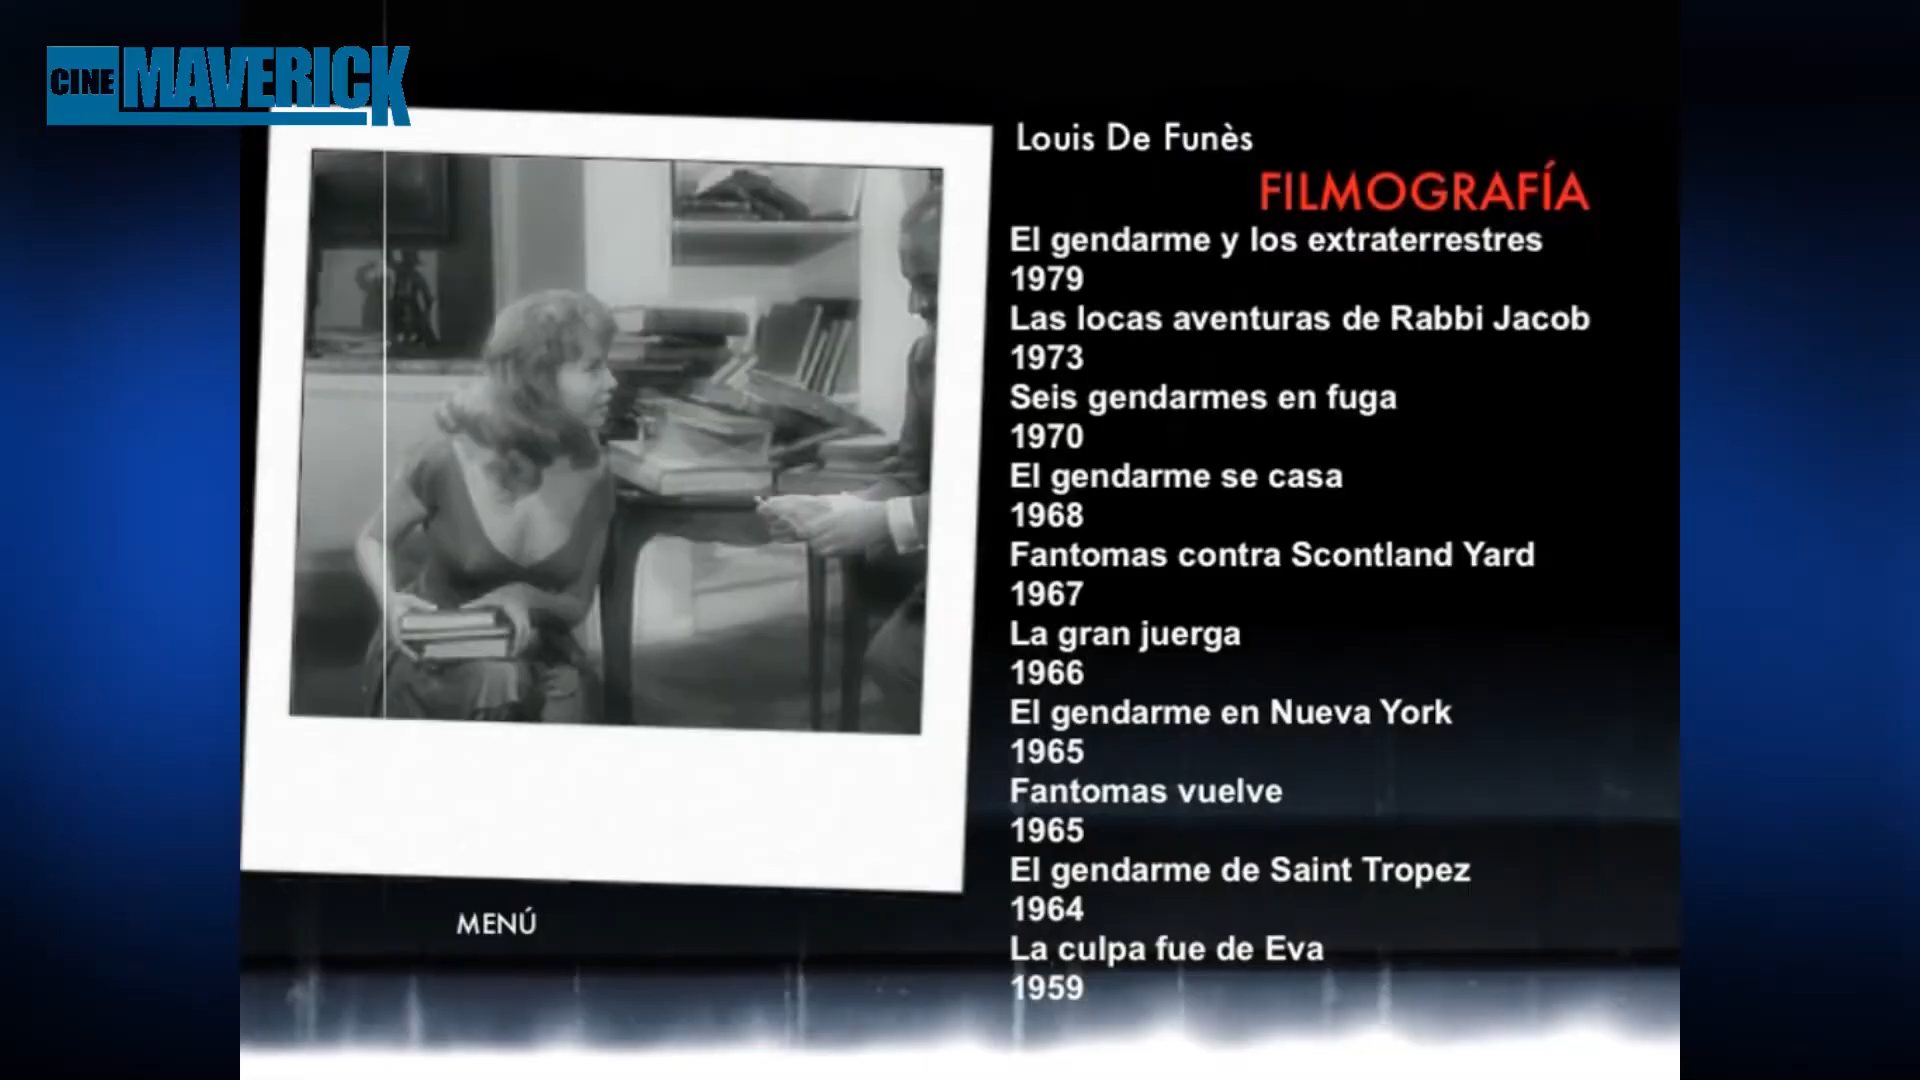 CINE MAVERICK
Louis De Funès
FILMOGRAFÍA
El gendarme y los extraterrestres
1979
Las locas aventuras de Rabbi Jacob
1973
Seis gendarmes en fuga
1970
El gendarme se casa
1968
Fantomas contra Scontland Yard
1967
La gran juerga
1966
El gendarme en Nueva York
1965
Fantomas vuelve
1965
El gendarme de Saint Tropez
1964
La culpa fue de Eva
1959
MENÚ